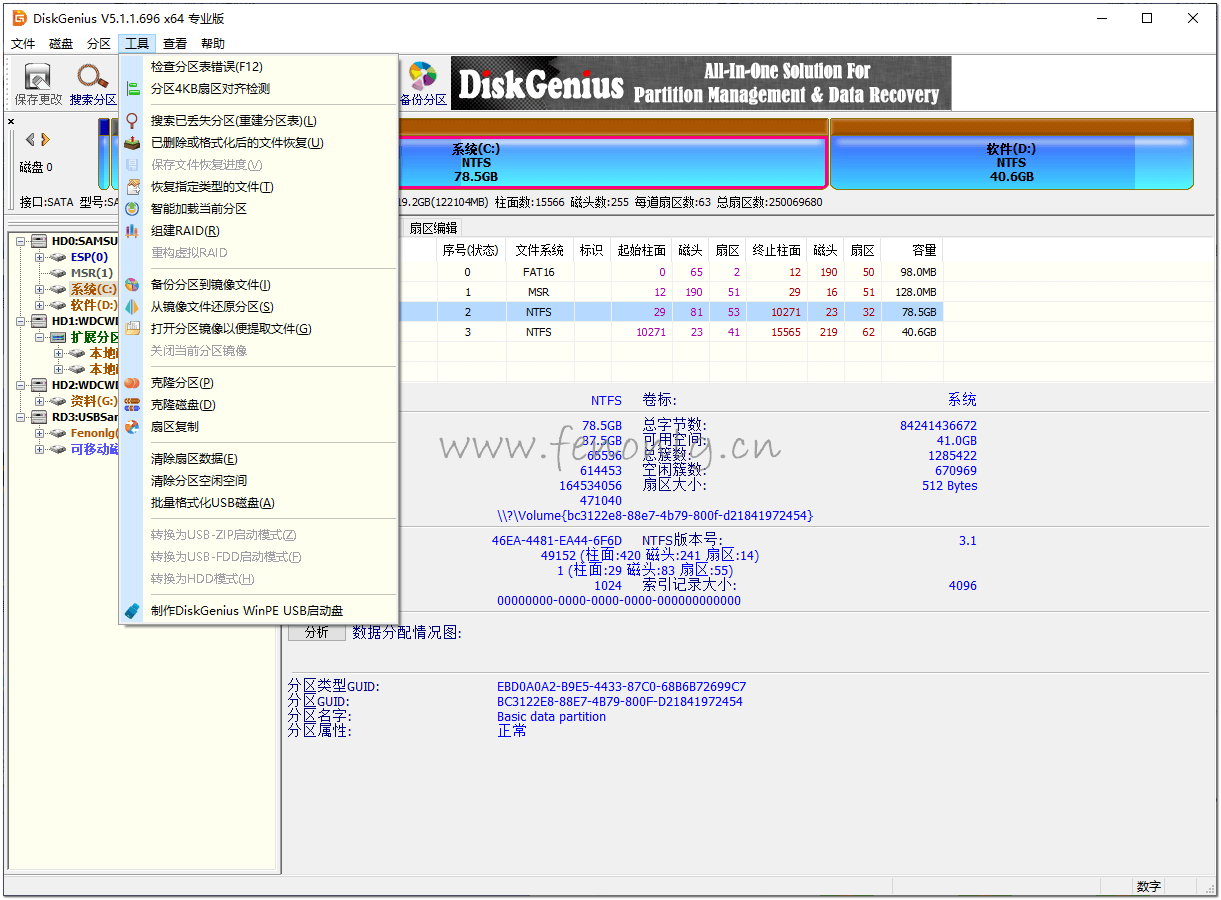 DiskGenius V5.1.1.696 x64 专业版
文件 磁盘 分区 工具 查看 帮助
保存更改 搜索分区
备份分区
DiskGenius
All-In-One Solution For
Partition Management & Data Recovery
检查分区表错误(F12)
分区4KB扇区对齐检测
搜索已丢失分区(重建分区表)(L)
已删除或格式化后的文件恢复(U)
保存文件恢复进度(V)
恢复指定类型的文件(T)
智能加载当前分区
组建RAID(R)
重构虚拟RAID
备份分区到镜像文件(I)
从镜像文件还原分区(S)
打开分区镜像以便提取文件(G)
关闭当前分区镜像
克隆分区(P)
克隆磁盘(D)
扇区复制
清除扇区数据(E)
清除分区空闲空间
批量格式化USB磁盘(A)
转换为USB-ZIP启动模式(Z)
转换为USB-FDD启动模式(F)
转换为HDD模式(H)
制作DiskGenius WinPE USB启动盘
磁盘 0
系统(C:)
NTFS
78.5GB
软件(D:)
NTFS
40.6GB
接口:SATA 型号:SA
19.2GB(122104MB) 柱面数:15566 磁头数:255 每道扇区数:63 总扇区数:250069680
HD0:SAMSU
ESP(0)
MSR(1)
系统(C:)
软件(D:)
HD1:WDCWI
扩展分区
本地
本地
HD2:WDCWI
资料(G:)
RD3:USBSan
Fenonlg(
可移动磁
扇区编辑
序号(状态) 文件系统 标识 起始柱面 磁头 扇区 终止柱面 磁头 扇区 容量
0 FAT16 0 65 2 12 190 50 98.0MB
1 MSR 12 190 51 29 16 51 128.0MB
2 NTFS 29 81 53 10271 23 32 78.5GB
3 NTFS 10271 23 41 15565 219 62 40.6GB
NTFS 卷标: 系统
78.5GB 总字节数: 84241436672
37.5GB 可用空间: 41.0GB
65536 总簇数: 1285422
614453 空闲簇数: 670969
164534056 扇区大小: 512 Bytes
471040
\\?\Volume{bc3122e8-88e7-4b79-800f-d21841972454}
www.fenonlg.cn
46EA-4481-EA44-6F6D NTFS版本号: 3.1
49152 (柱面:420 磁头:241 扇区:14)
1 (柱面:29 磁头:83 扇区:55)
1024 索引记录大小: 4096
00000000-0000-0000-0000-000000000000
分析 数据分配情况图:
分区类型GUID: EBD0A0A2-B9E5-4433-87C0-68B6B72699C7
分区GUID: BC3122E8-88E7-4B79-800F-D21841972454
分区名字: Basic data partition
分区属性: 正常
数字